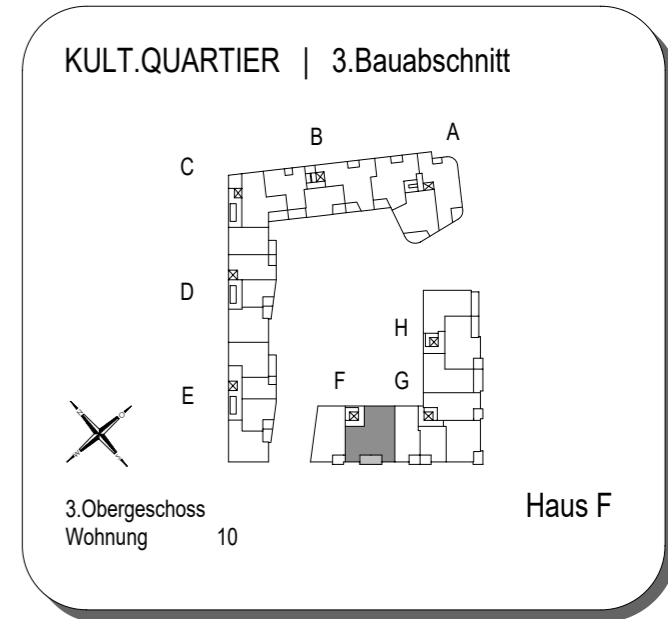 KULT.QUARTIER | 3.Bauabschnitt
A
B
C
D
H
E
F
G
N
O
W
S
3.Obergeschoss
Wohnung 10
Haus F